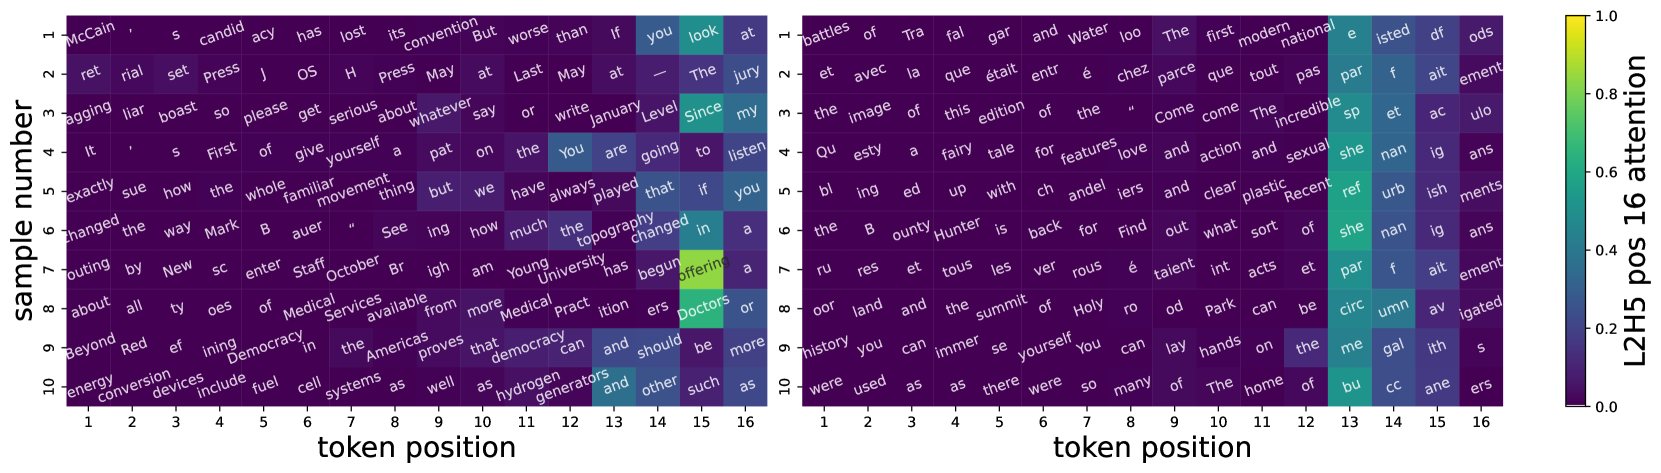 sample number
1 McCain ’ s candid acy has lost its convention But worse than If you look at
2 ret rial set Press J OS H Press May at Last May at — The jury
3 agging liar boast so please get serious about whatever say or write January Level Since my
4 It ’ s First of give yourself a pat on the You are going to listen
5 exactly sue how the whole familiar movement thing but we have always played that if you
6 changed the way Mark B auer “ See ing how much the topography changed in a
7 outing by New sc enter Staff October Br igh am Young University has begun offering a
8 about all ty oes of Medical Services available from more Medical Pract ition ers Doctors or
9 Beyond Red ef ining Democracy in the Americas proves that democracy can and should be more
10 energy conversion devices include fuel cell systems as well as hydrogen generators and other such as
1 2 3 4 5 6 7 8 9 10 11 12 13 14 15 16
token position
1 battles of Tra fal gar and Water loo The first modern national e isted df ods
2 et avec la que était entr é chez parce que tout pas par f ait ement
3 the image of this edition of the “ Come come The incredible sp et ac ulo
4 Qu esty a fairy tale for features love and action and sexual she nan ig ans
5 bl ing ed up with ch andel iers and clear plastic Recent ref urb ish ments
6 the B ounty Hunter is back for Find out what sort of she nan ig ans
7 ru res et tous les ver rous é taient int acts et par f ait ement
8 oor land and the summit of Holy ro od Park can be circ umn av igated
9 history you can immer se yourself You can lay hands on the me gal ith s
10 were used as as there were so many of The home of bu cc ane ers
1 2 3 4 5 6 7 8 9 10 11 12 13 14 15 16
token position
1.0
0.8
0.6
0.4
0.2
0.0
L2H5 pos 16 attention